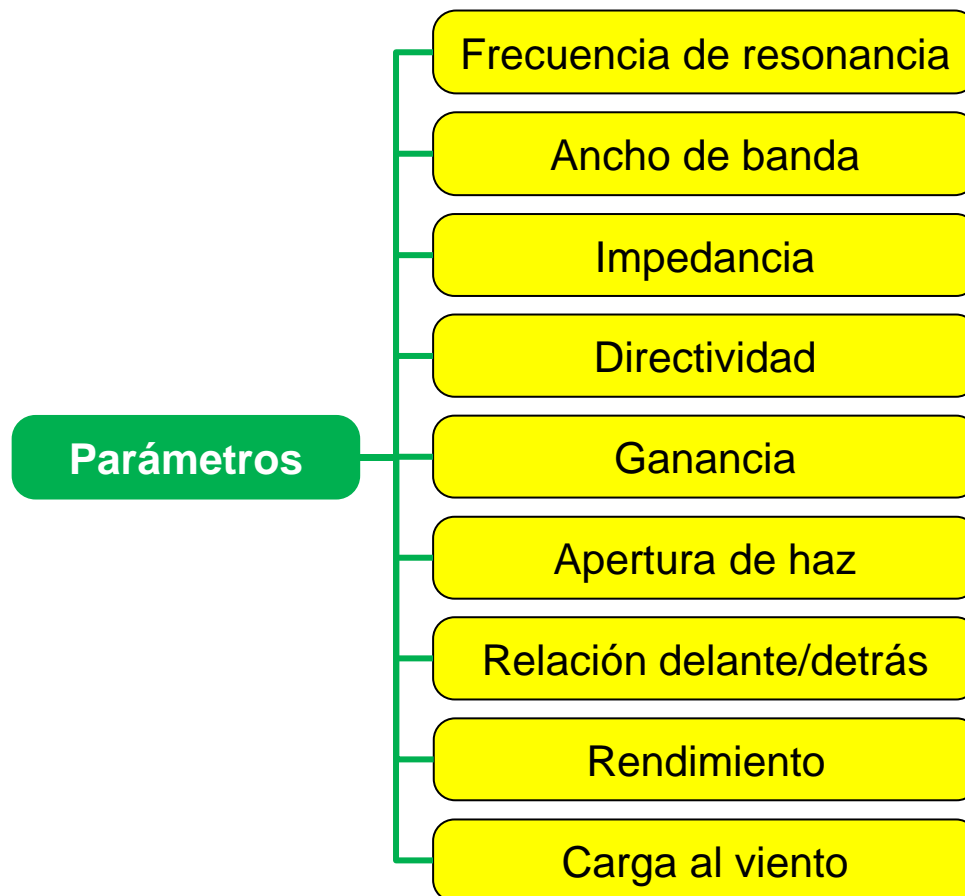 Frecuencia de resonancia
Ancho de banda
Impedancia
Directividad
Parámetros
Ganancia
Apertura de haz
Relación delante/detrás
Rendimiento
Carga al viento